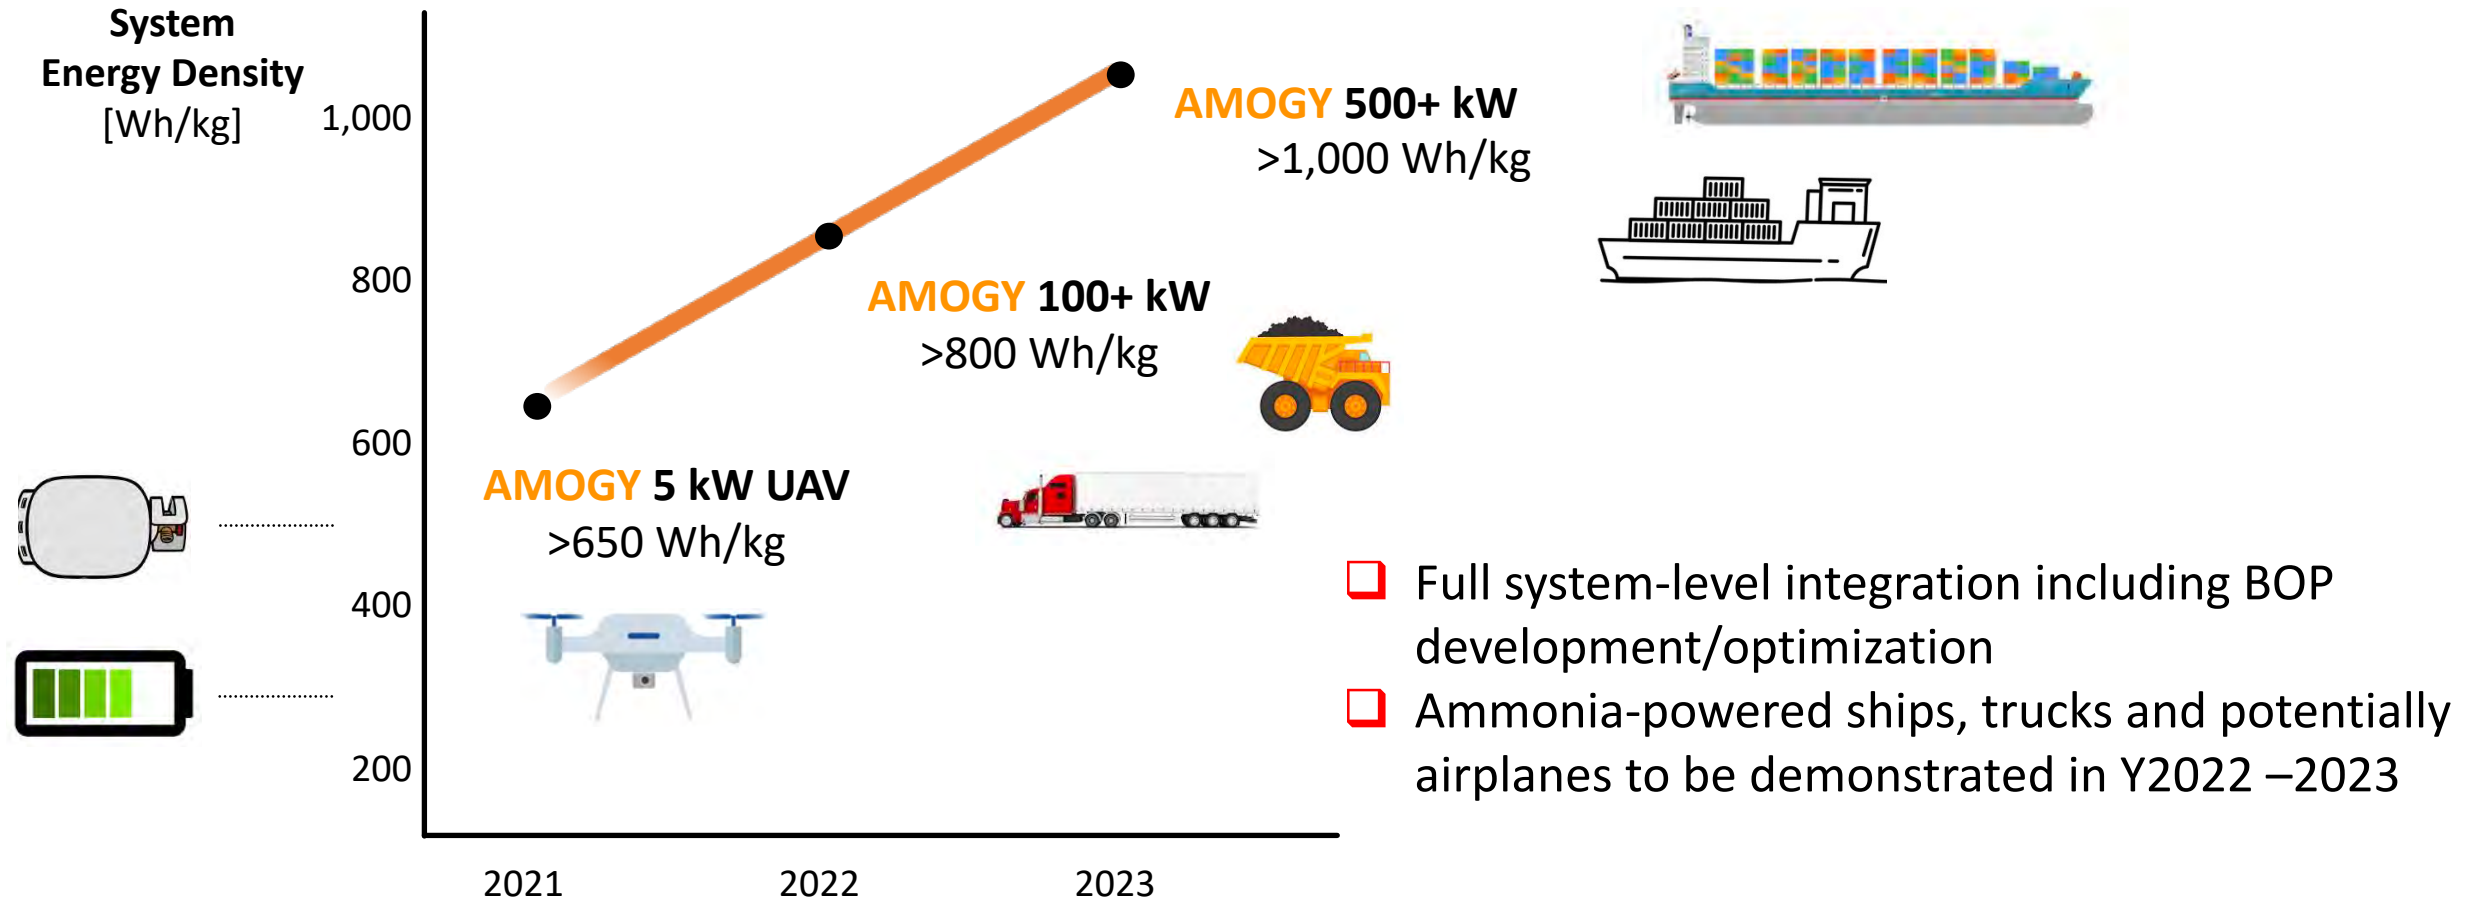 System
Energy Density
[Wh/kg]
1,000
800
600
400
200
AMOGY 500+ kW
>1,000 Wh/kg
AMOGY 100+ kW
>800 Wh/kg
AMOGY 5 kW UAV
>650 Wh/kg
Full system-level integration including BOP
development/optimization
Ammonia-powered ships, trucks and potentially
airplanes to be demonstrated in Y2022 –2023
2021
2022
2023